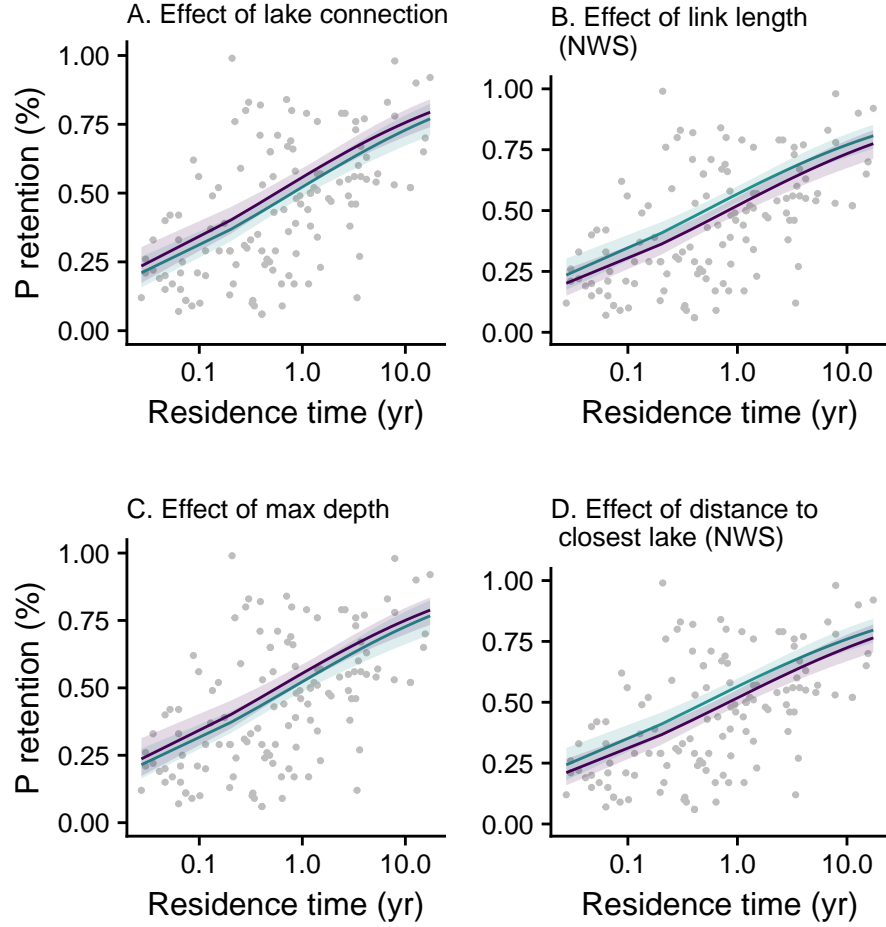 A. Effect of lake connection
P retention (%)
1.00
0.75
0.50
0.25
0.00
0.1
1.0
10.0
Residence time (yr)
B. Effect of link length
(NWS)
1.00
0.75
0.50
0.25
0.00
0.1
1.0
10.0
Residence time (yr)
C. Effect of max depth
P retention (%)
1.00
0.75
0.50
0.25
0.00
0.1
1.0
10.0
Residence time (yr)
D. Effect of distance to
closest lake (NWS)
1.00
0.75
0.50
0.25
0.00
0.1
1.0
10.0
Residence time (yr)